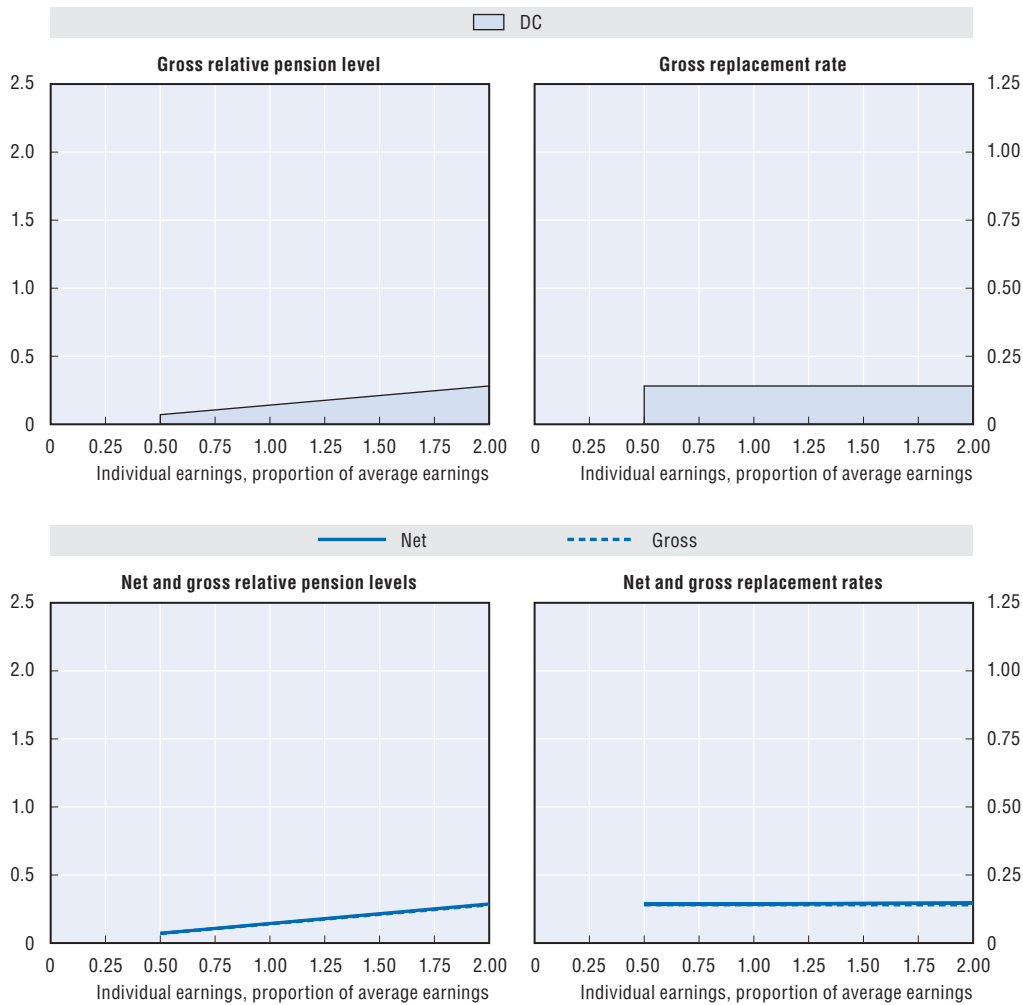 DC
Gross relative pension level
Gross replacement rate
2.5
2.0
1.5
1.0
0.5
0
1.25
1.00
0.75
0.50
0.25
0
0 0.25 0.50 0.75 1.00 1.25 1.50 1.75 2.00
0 0.25 0.50 0.75 1.00 1.25 1.50 1.75 2.00
Individual earnings, proportion of average earnings
Individual earnings, proportion of average earnings
Net Gross
Net and gross relative pension levels
Net and gross replacement rates
2.5
2.0
1.5
1.0
0.5
0
1.25
1.00
0.75
0.50
0.25
0
0 0.25 0.50 0.75 1.00 1.25 1.50 1.75 2.00
0 0.25 0.50 0.75 1.00 1.25 1.50 1.75 2.00
Individual earnings, proportion of average earnings
Individual earnings, proportion of average earnings